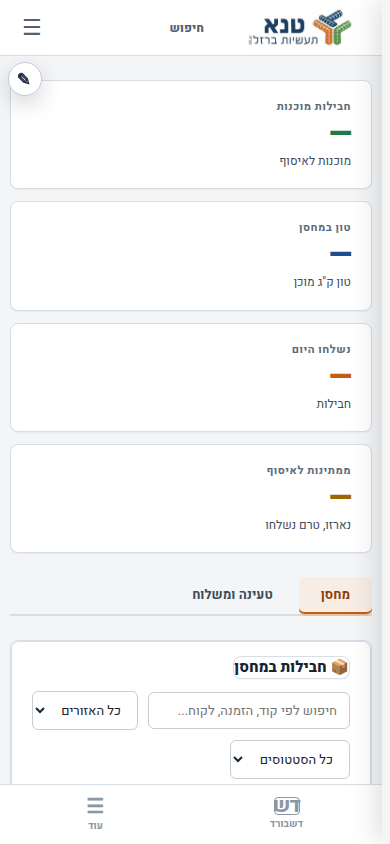 טנא
תעשיות ברזל
חיפוש
חבילות מוכנות
—
מוכנות לאיסוף
טון במחסן
—
טון ק"ג מוכן
נשלחו היום
—
חבילות
ממתינות לאיסוף
—
נארזו, טרם נשלחו
מחסן
טעינה ומשלוח
📦 חבילות במחסן
חיפוש לפי קוד, הזמנה, לקוח...
כל האזורים
כל הסטטוסים
דש
דשבורד
עוד